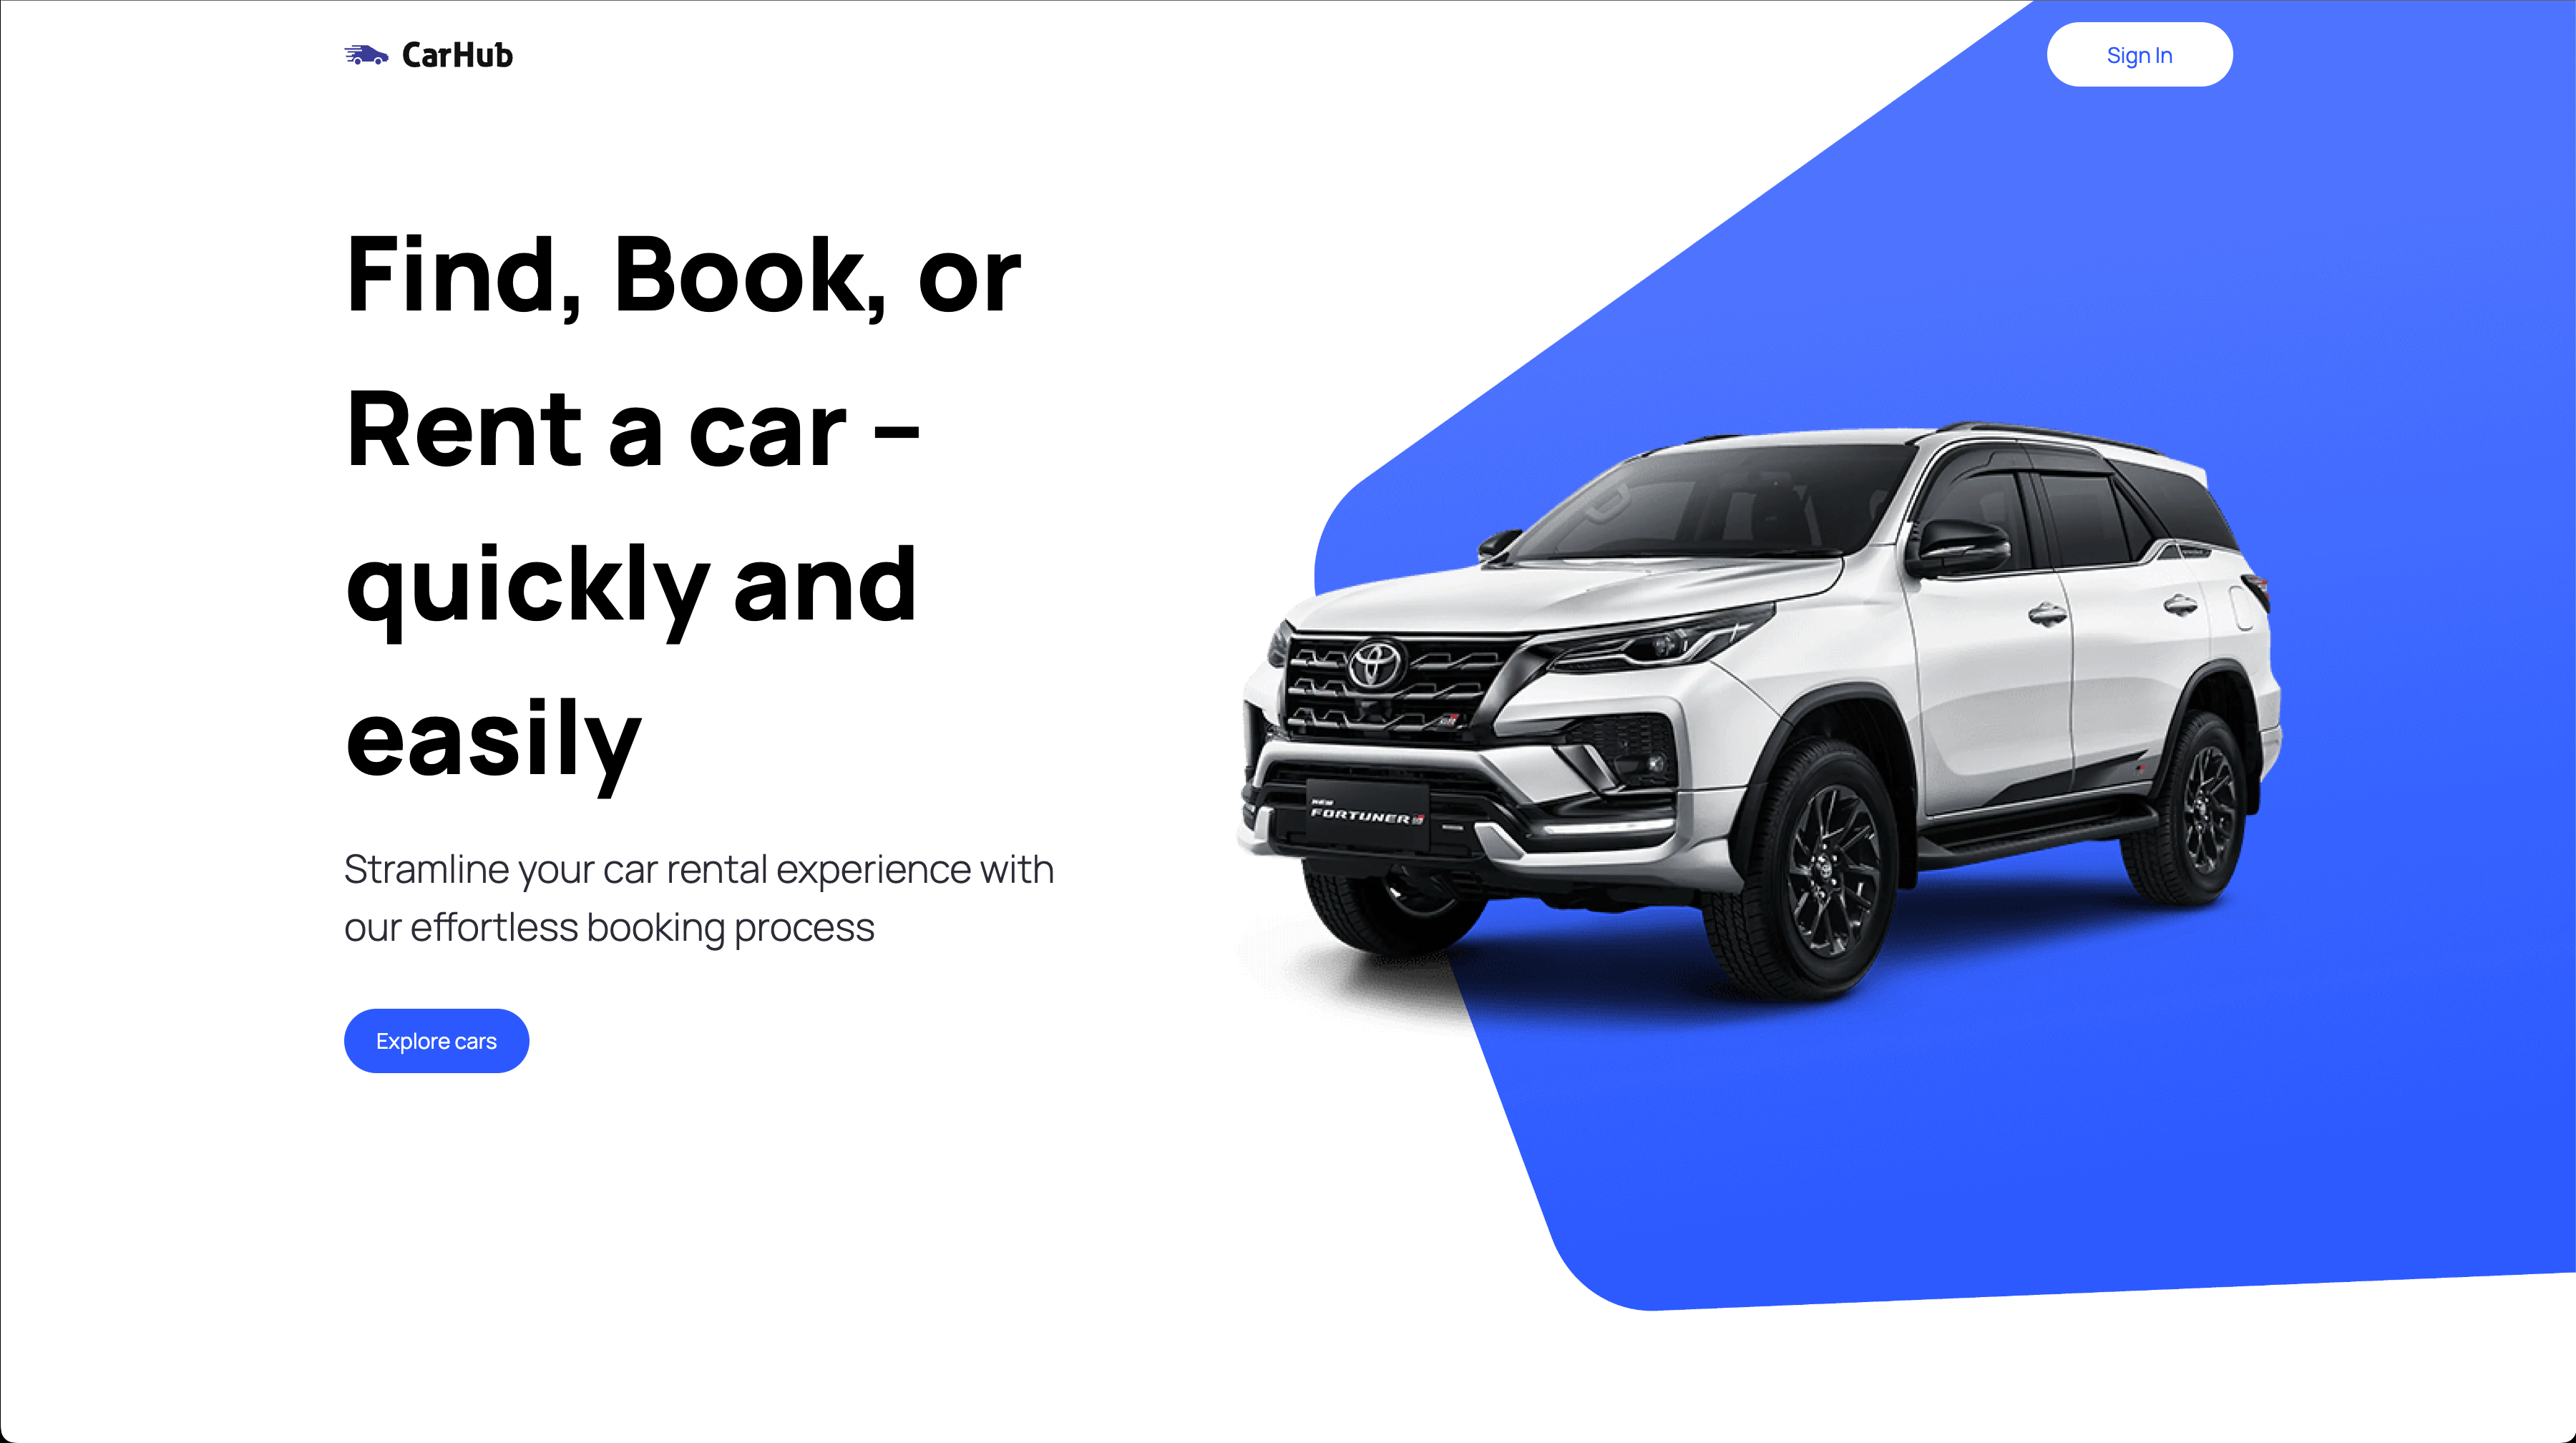 CarHub
Sign In
Find, Book, or
Rent a car –
quickly and
easily
Stramline your car rental experience with
our effortless booking process
Explore cars
NEW
FORTUNER GR